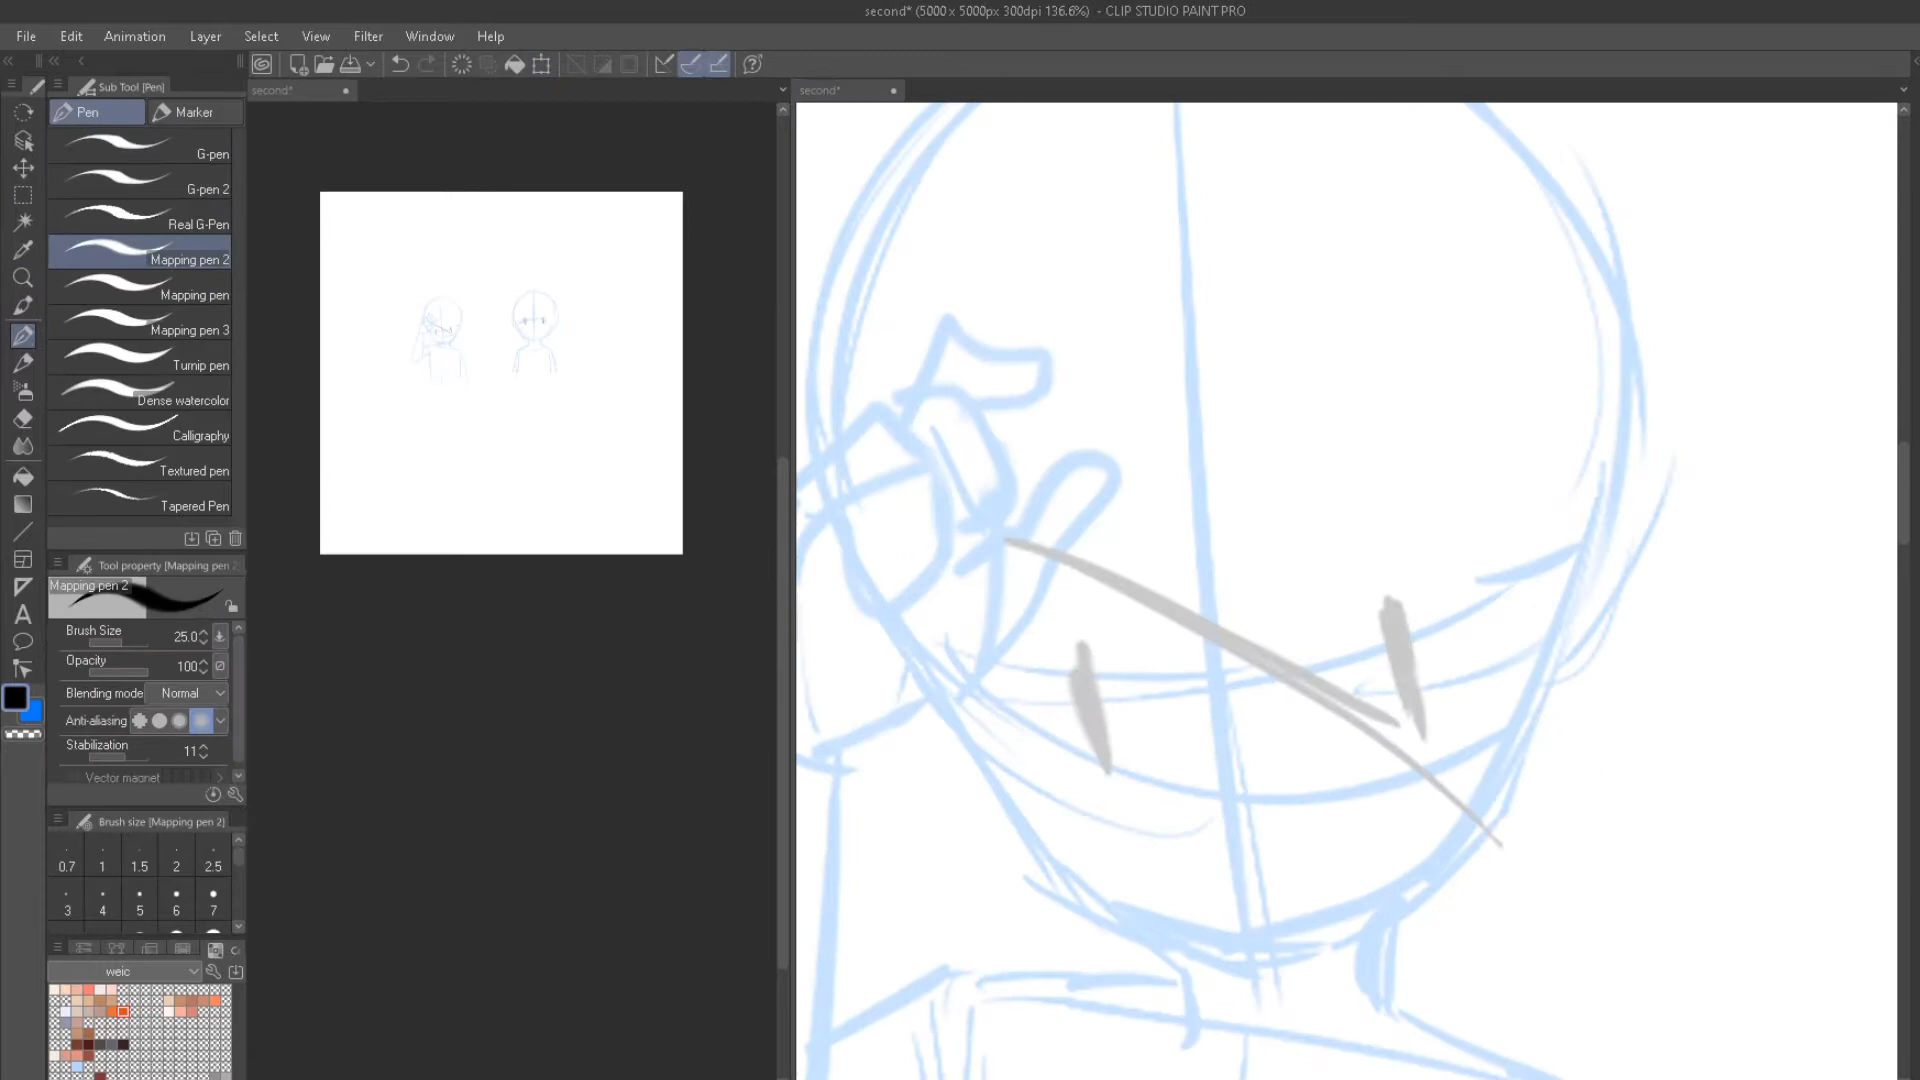 second* (5000 x 5000px 300dpi 136.6%) - CLIP STUDIO PAINT PRO
File Edit Animation Layer Select View Filter Window Help
Sub Tool [Pen]
second*
second*
Pen
Marker
G-pen
G-pen 2
Real G-Pen
Mapping pen 2
Mapping pen
Mapping pen 3
Turnip pen
Dense watercolor
Calligraphy
Textured pen
Tapered Pen
Tool property [Mapping pen 2
Mapping pen 2
Brush Size 25.0
Opacity 100
Blending mode Normal
Anti-aliasing
Stabilization 11
Vector magnet
Brush size [Mapping pen 2]
0.7 1 1.5 2 2.5
3 4 5 6 7
weic